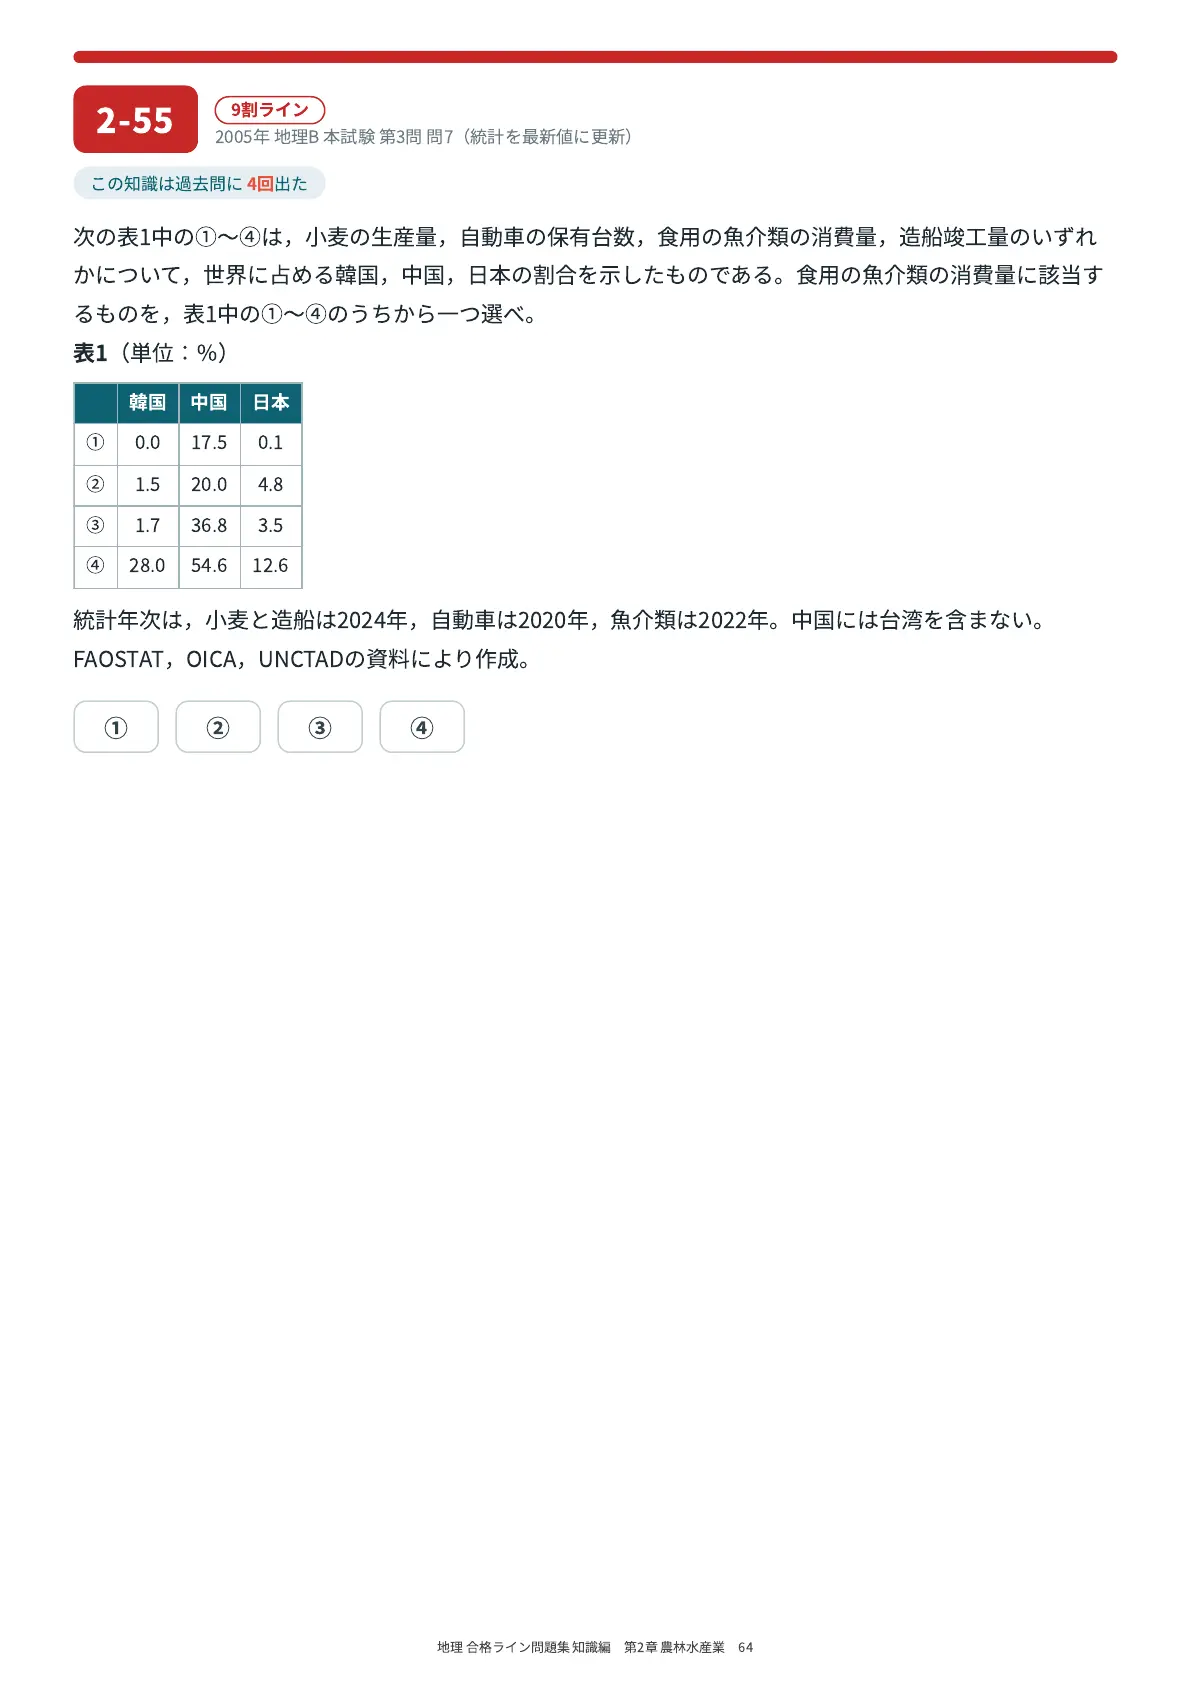 2-55
9割ライン
2005年 地理B 本試験 第3問 問7（統計を最新値に更新）
この知識は過去問に 4回出た
次の表1中の①～④は，小麦の生産量，自動車の保有台数，食用の魚介類の消費量，造船竣工量のいずれ
かについて，世界に占める韓国，中国，日本の割合を示したものである。食用の魚介類の消費量に該当す
るものを，表1中の①～④のうちから一つ選べ。
表1（単位：%）
韓国 中国 日本
① 0.0 17.5 0.1
② 1.5 20.0 4.8
③ 1.7 36.8 3.5
④ 28.0 54.6 12.6
統計年次は，小麦と造船は2024年，自動車は2020年，魚介類は2022年。中国には台湾を含まない。
FAOSTAT，OICA，UNCTADの資料により作成。
① ② ③ ④
地理 合格ライン問題集 知識編 第2章 農林水産業 64